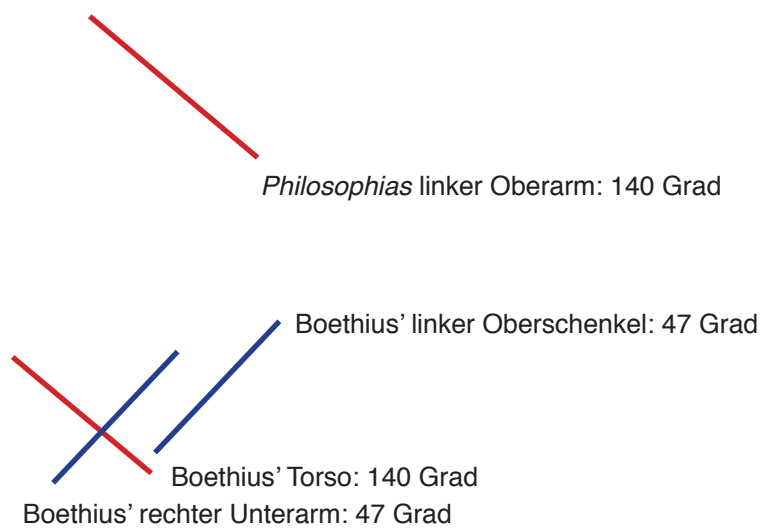 Philosophias linker Oberarm: 140 Grad
Boethius’ linker Oberschenkel: 47 Grad
Boethius’ Torso: 140 Grad
Boethius’ rechter Unterarm: 47 Grad